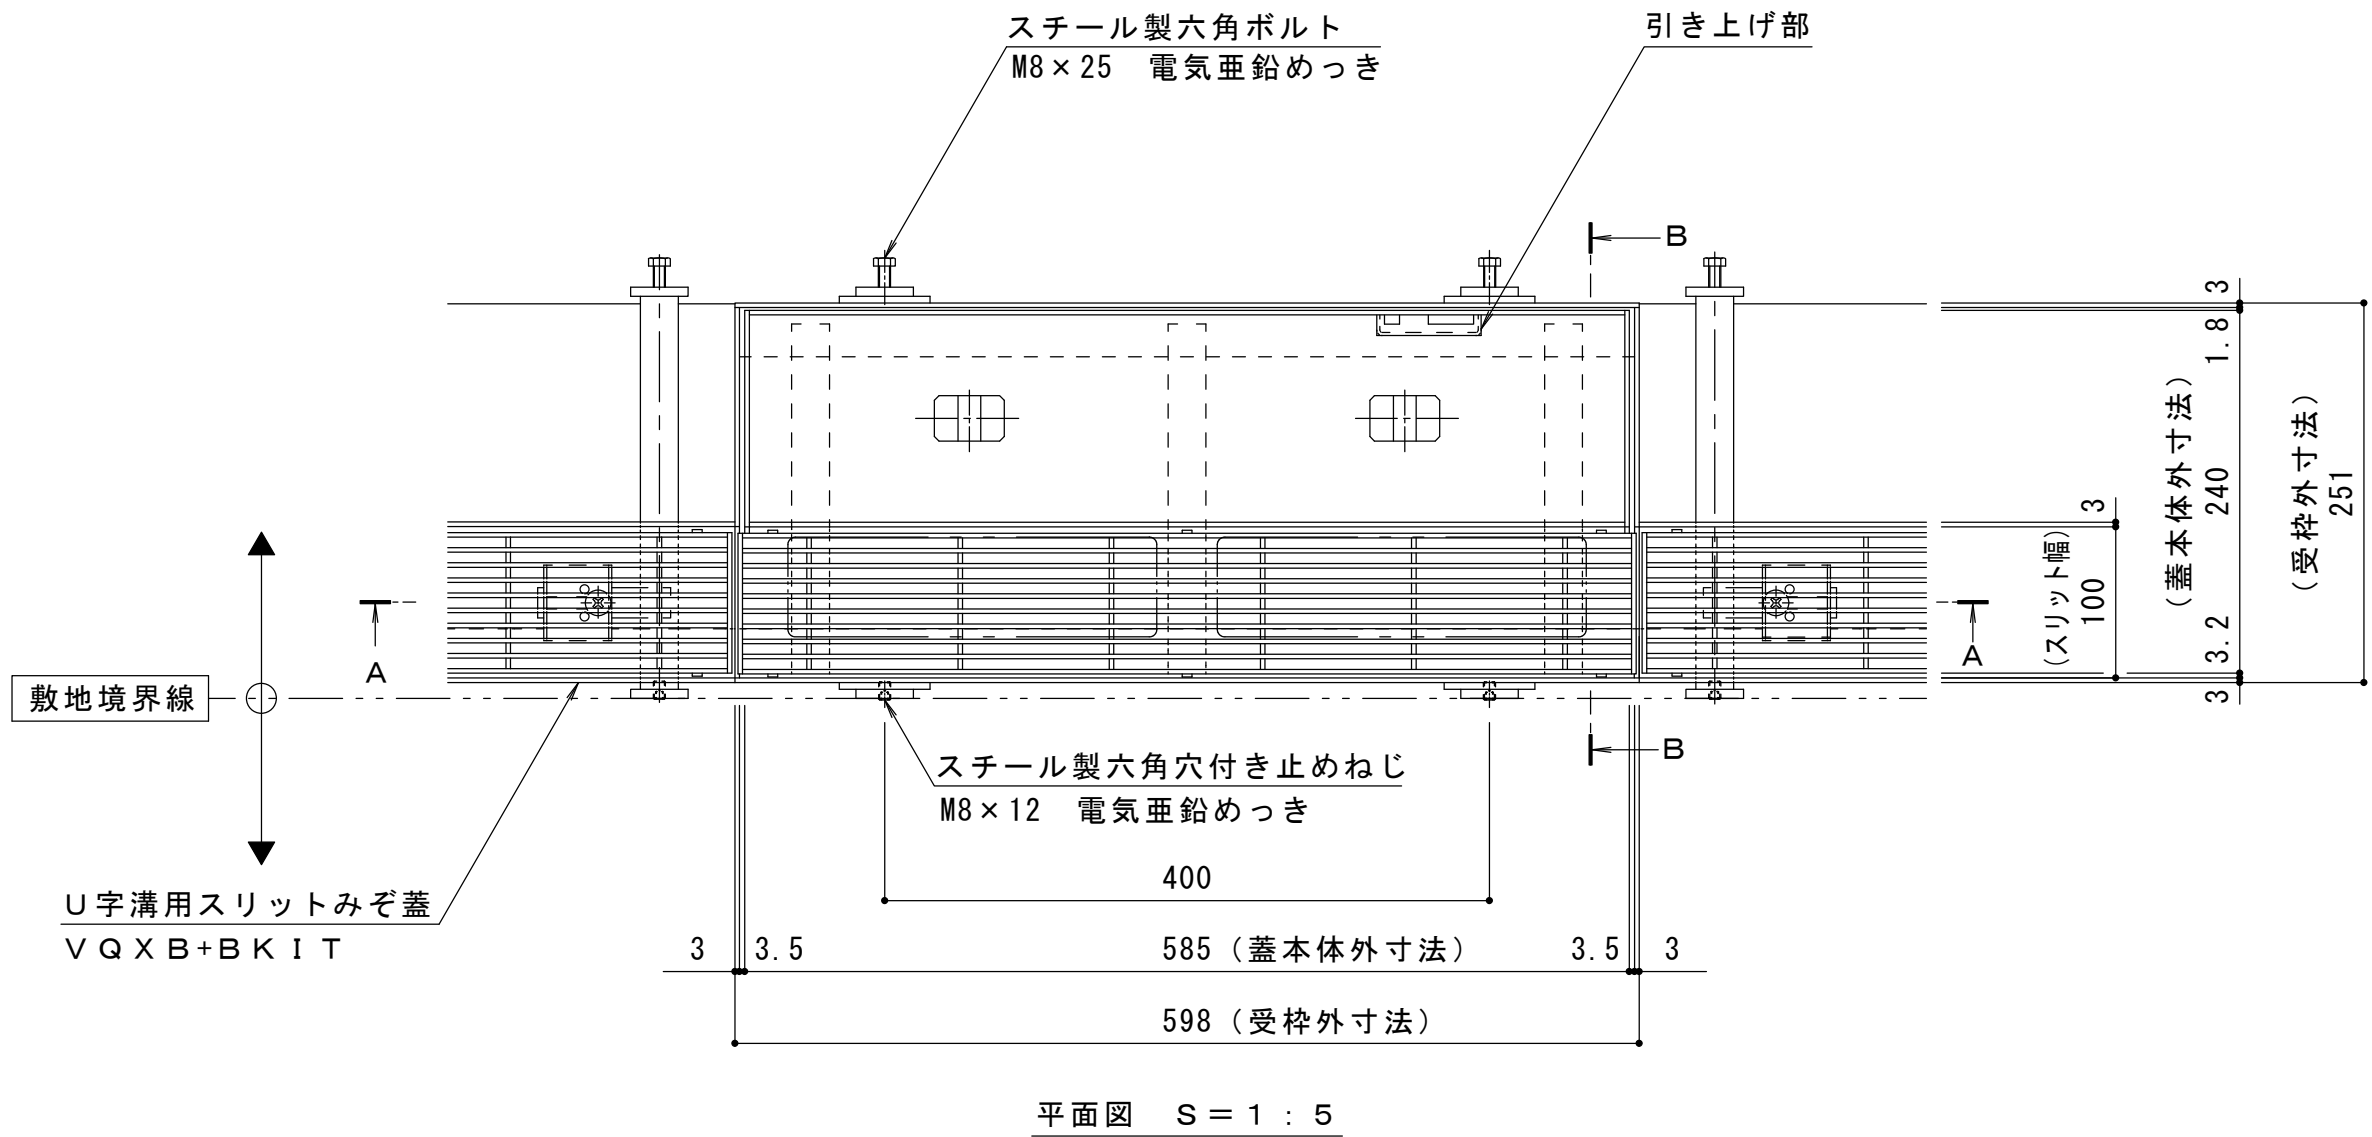 スチール製六角ボルト
M8×25　電気亜鉛めっき
引き上げ部
B
3
1.8
(蓋本体外寸法)
240
(受枠外寸法)
251
3
(スリット幅)
100
3.2
3
A
A
敷地境界線
B
スチール製六角穴付き止めねじ
M8×12　電気亜鉛めっき
400
U字溝用スリットみぞ蓋
VQXB+BKIT
3
3.5
585(蓋本体外寸法)
3.5
3
598(受枠外寸法)
平面図　S=1:5